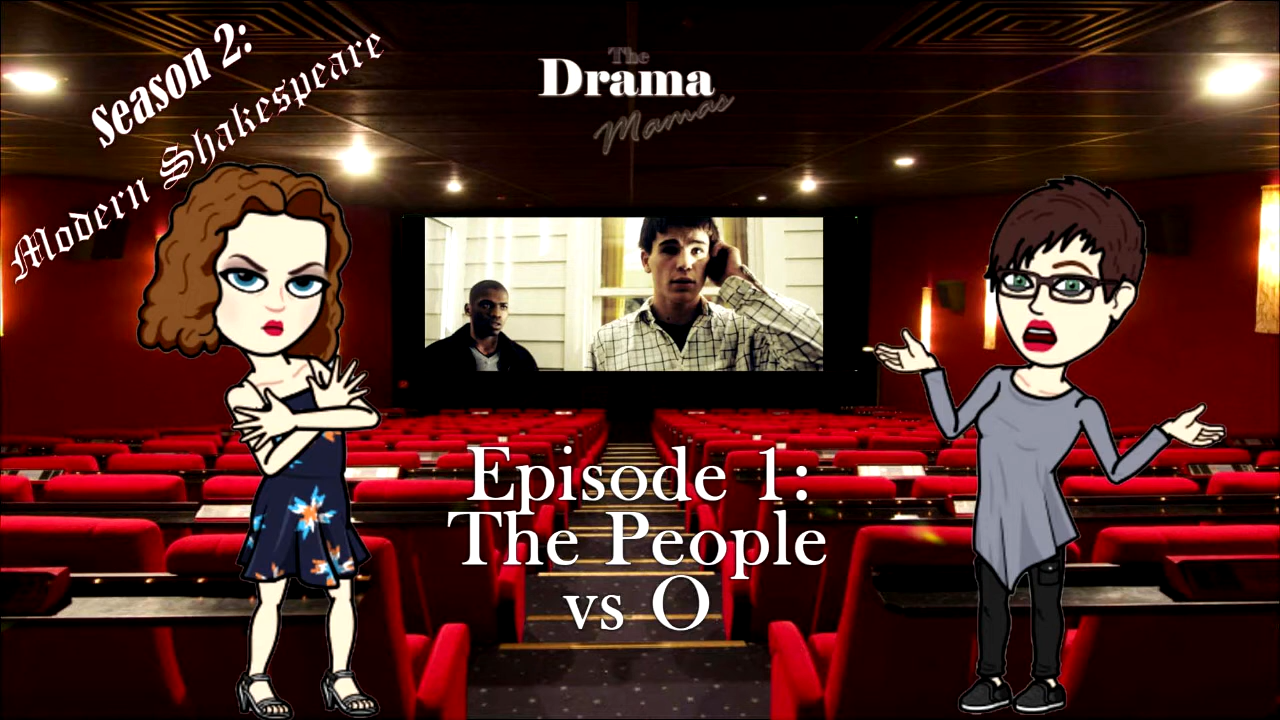 Season 2:
Modern Shakespeare
The
Drama
Mamas
Episode 1:
The People
vs O